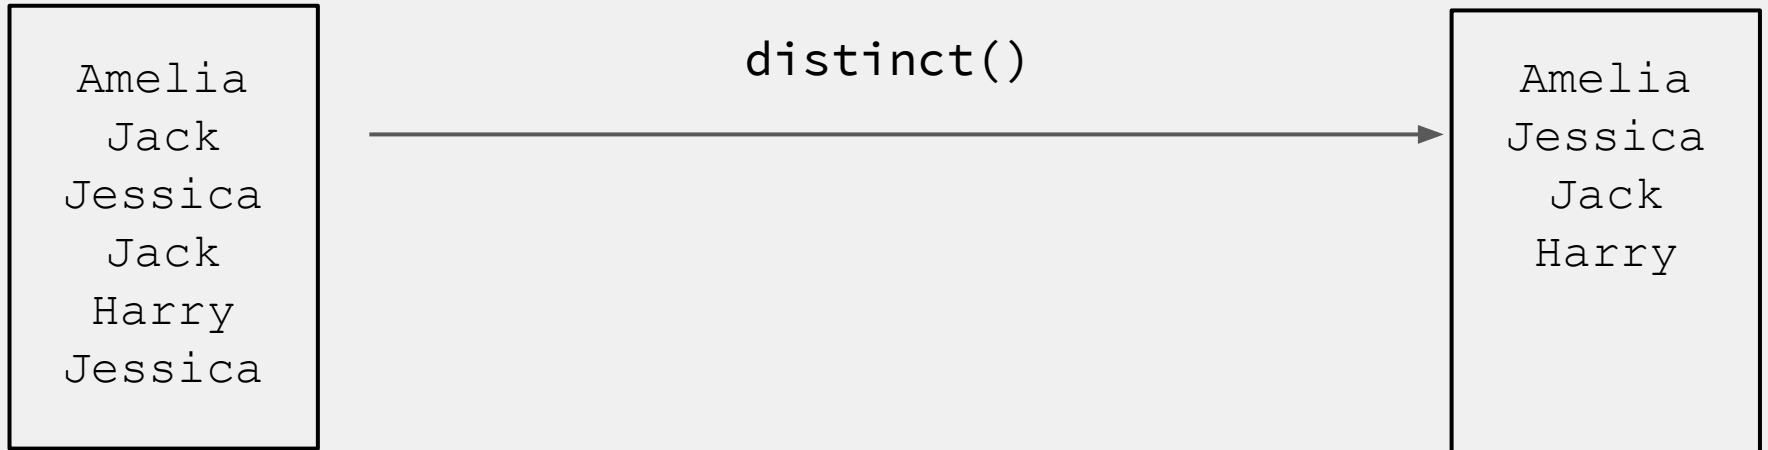 Amelia
Jack
Jessica
Jack
Harry
Jessica
distinct()
Amelia
Jessica
Jack
Harry